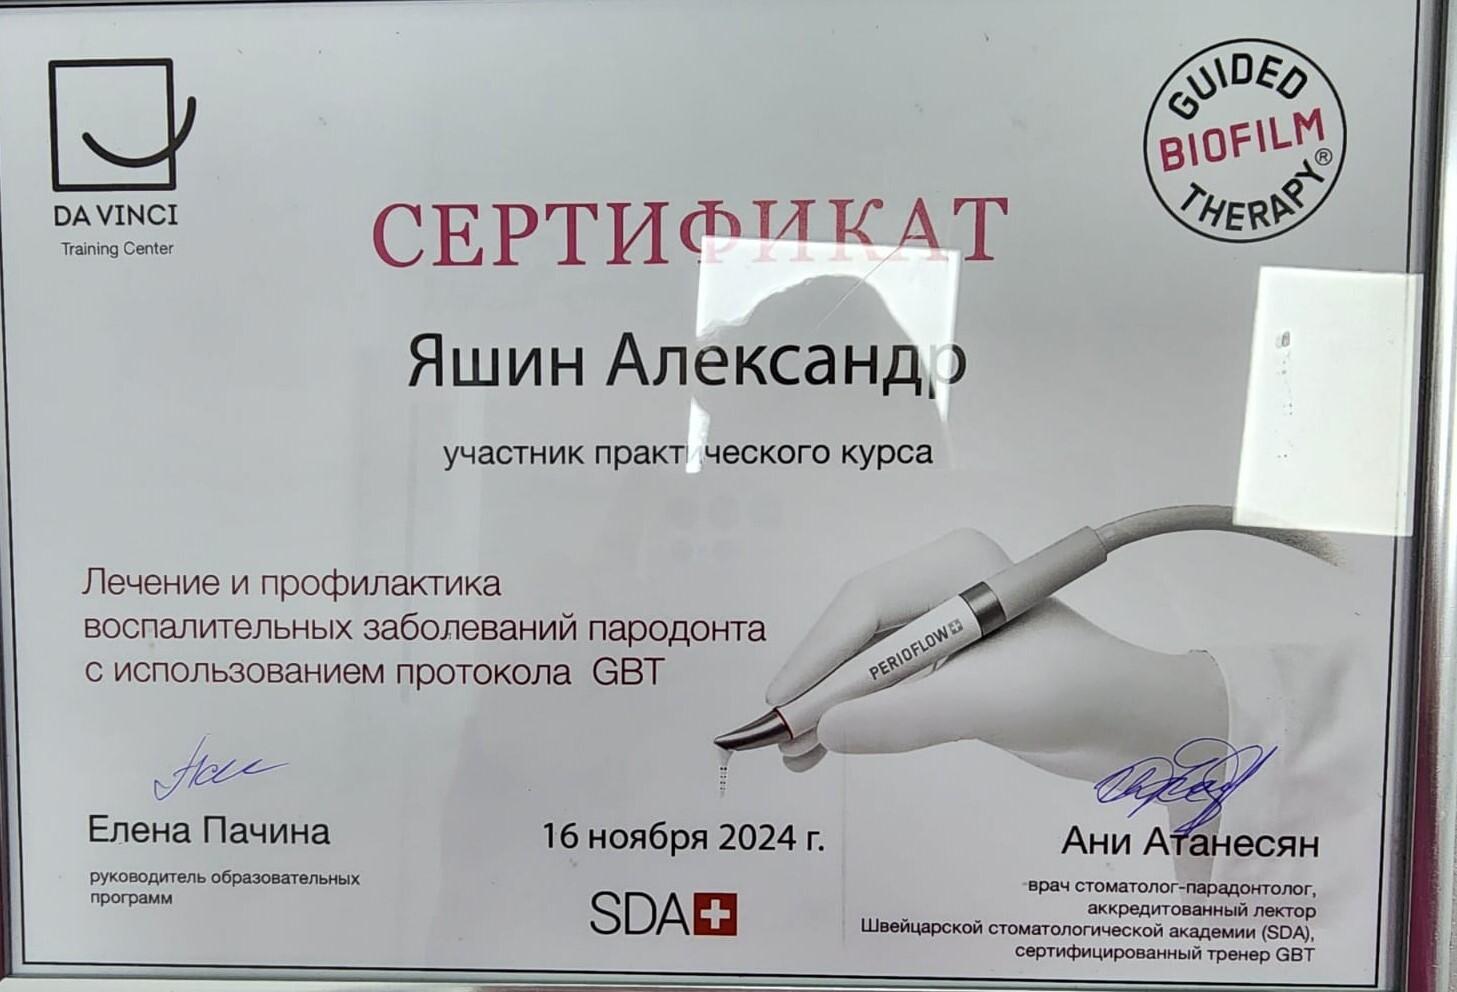 DA VINCI
Training Center
GUIDED
BIOFILM
THERAPY®
СЕРТИФИКАТ
Яшин Александр
участник практического курса
Лечение и профилактика
воспалительных заболеваний пародонта
с использованием протокола GBT
PERIOFLOW
Елена Пачина
руководитель образовательных
программ
16 ноября 2024 г.
SDA
Ани Атанесян
врач стоматолог-парадонтолог,
аккредитованный лектор
Швейцарской стоматологической академии (SDA),
сертифицированный тренер GBT